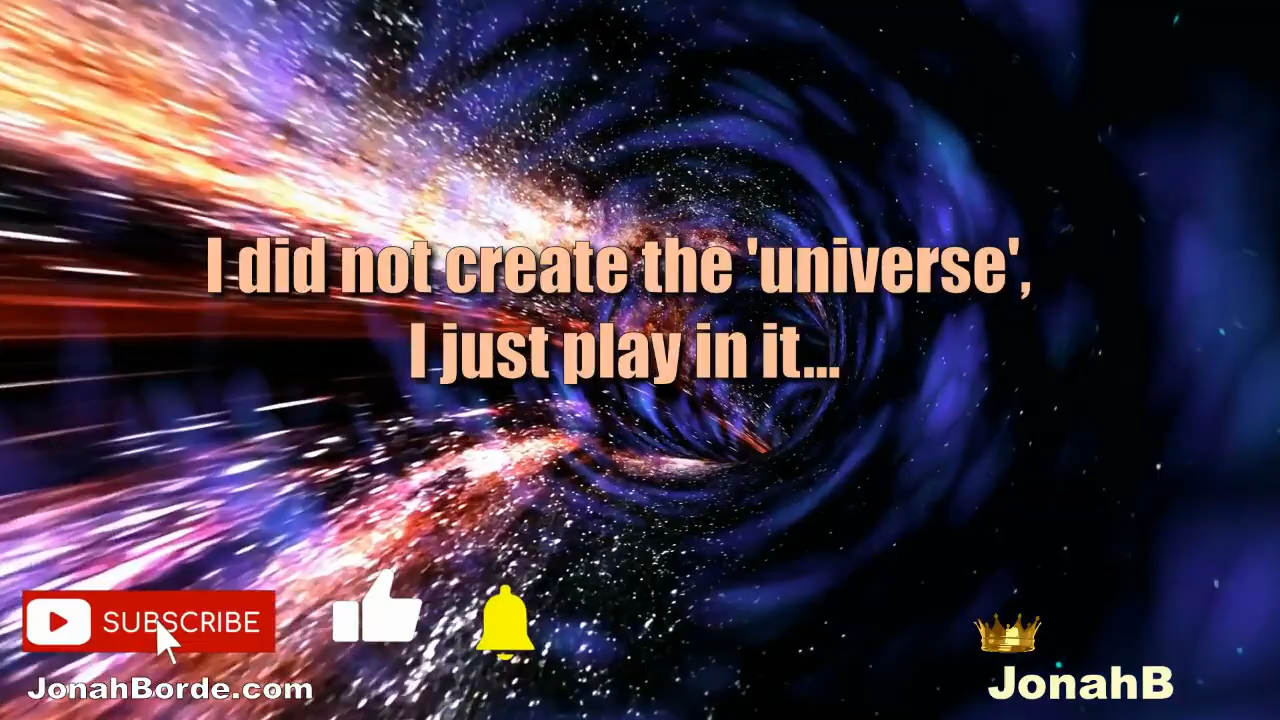 I did not create the 'universe',
I just play in it...
SUBSCRIBE
JonahBorde.com
JonahB